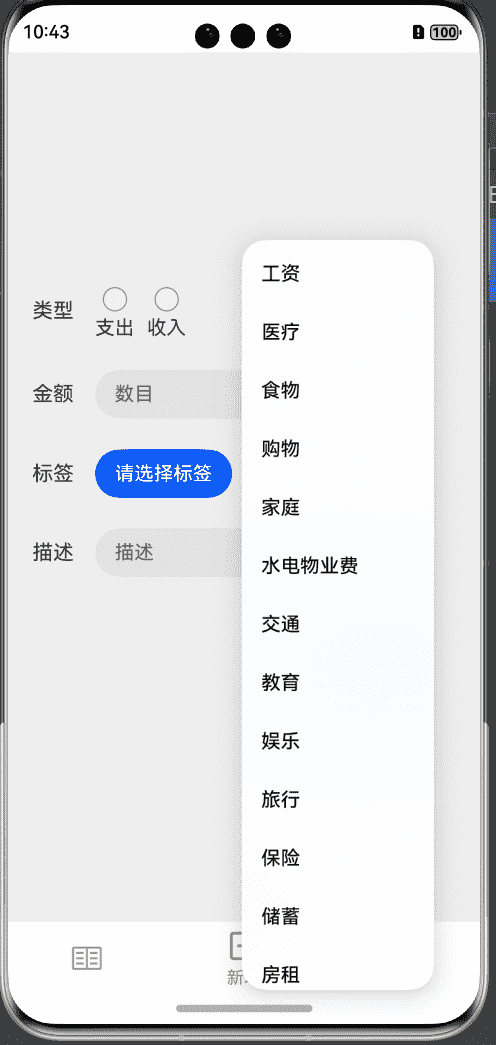 10:43
100
工资
医疗
类型
支出 收入
食物
金额
数目
购物
标签
请选择标签
家庭
描述
描述
水电物业费
交通
教育
娱乐
旅行
保险
储蓄
房租
新